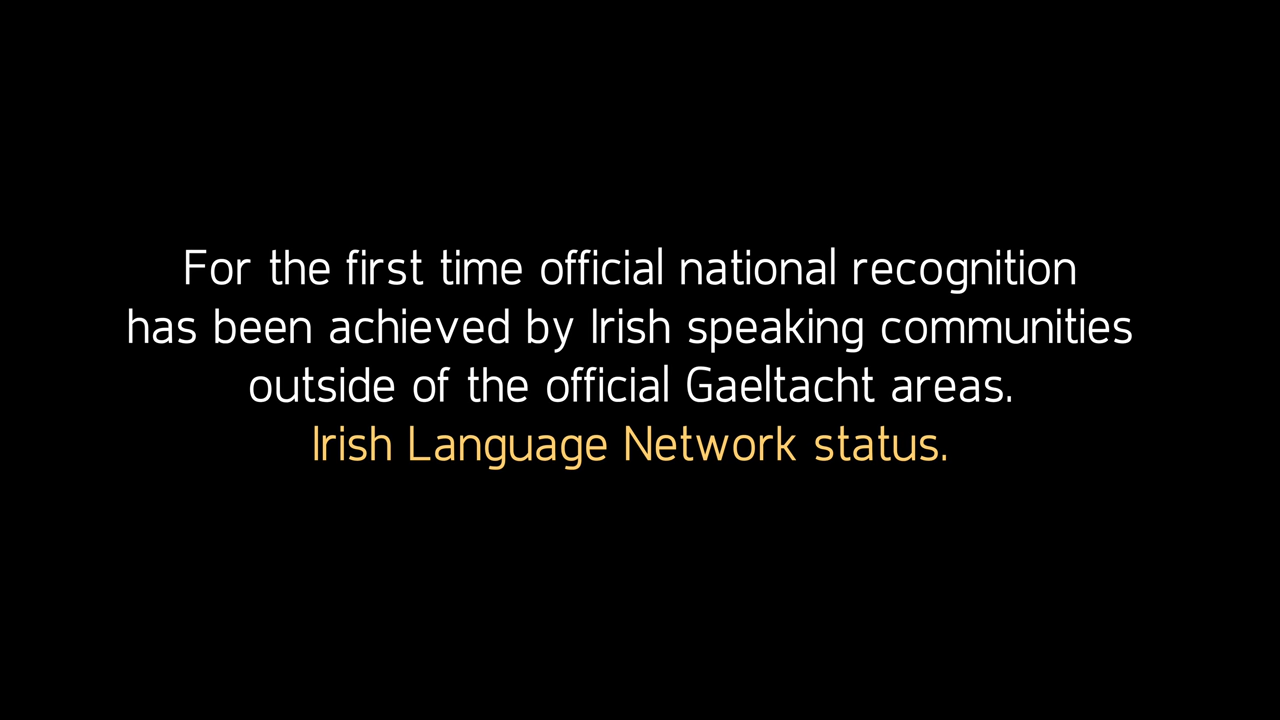 For the first time official national recognition
has been achieved by Irish speaking communities
outside of the official Gaeltacht areas.
Irish Language Network status.